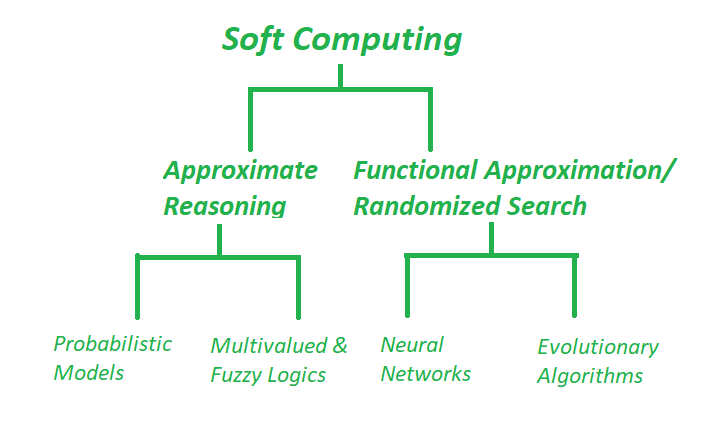 Soft Computing
Approximate
Reasoning
Functional Approximation/
Randomized Search
Probabilistic
Models
Multivalued &
Fuzzy Logics
Neural
Networks
Evolutionary
Algorithms